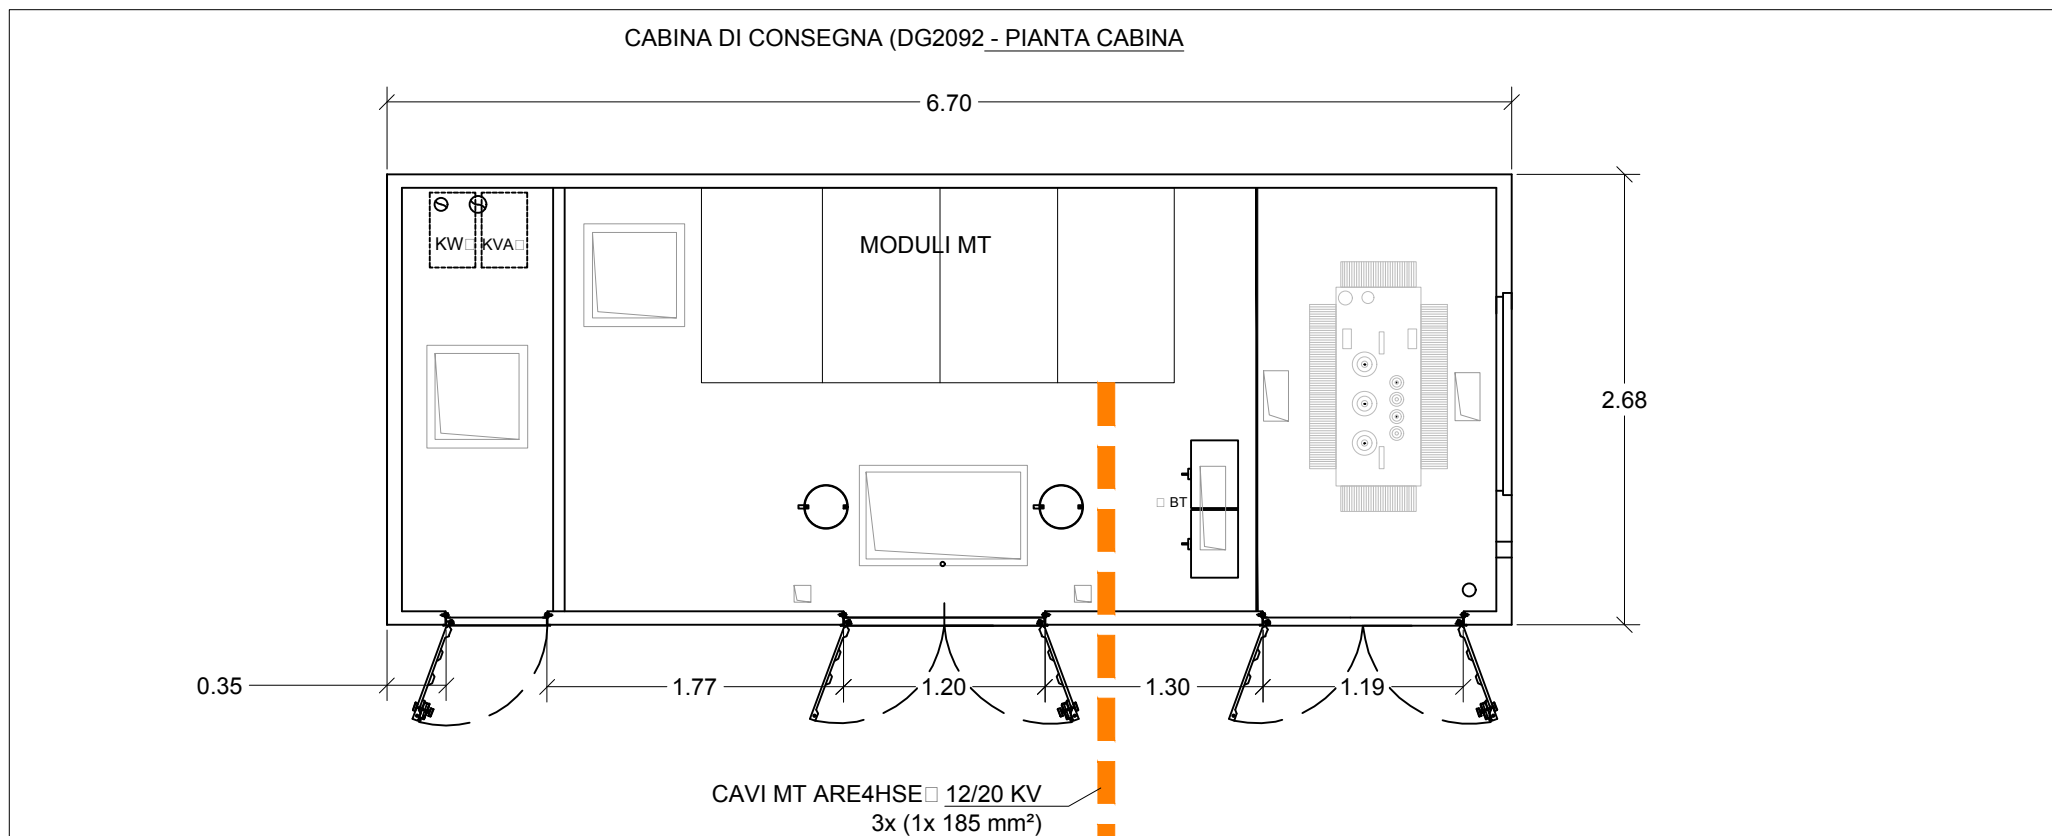 CABINA DI CONSEGNA (DG2092 - PIANTA CABINA
6.70
KW□ KVA□
MODULI MT
2.68
□ BT
0.35 1.77 1.20 1.30 1.19
CAVI MT ARE4HSE□ 12/20 KV
3x (1x 185 mm²)